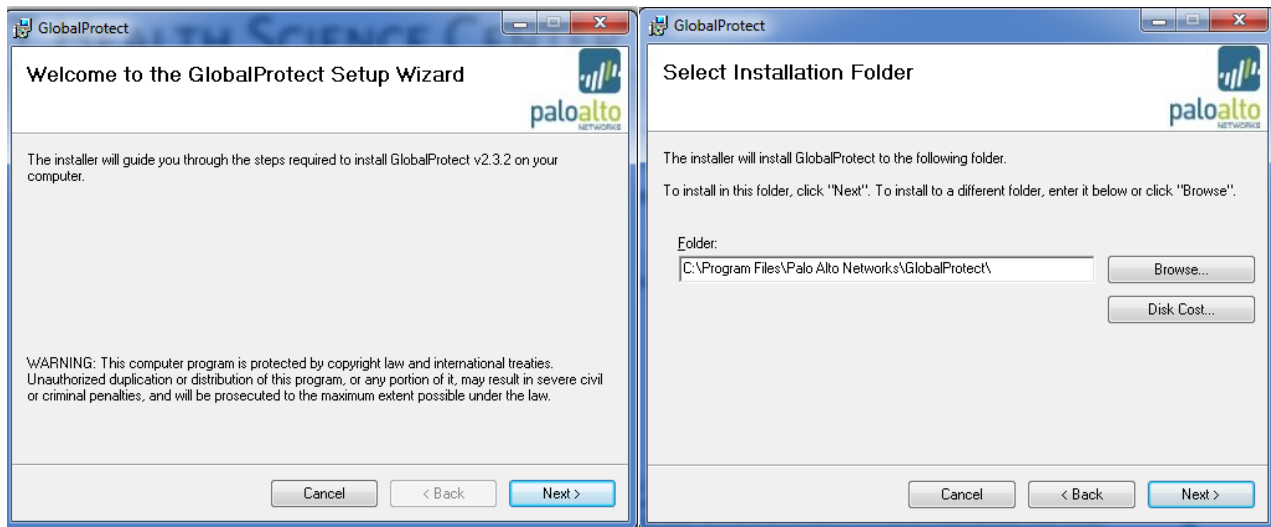 GlobalProtect
HEALTH SCIENCE CENTER
Welcome to the GlobalProtect Setup Wizard
paloalto
NETWORKS
The installer will guide you through the steps required to install GlobalProtect v2.3.2 on your
computer.
WARNING: This computer program is protected by copyright law and international treaties.
Unauthorized duplication or distribution of this program, or any portion of it, may result in severe civil
or criminal penalties, and will be prosecuted to the maximum extent possible under the law.
Cancel
< Back
Next >
GlobalProtect
Select Installation Folder
paloalto
NETWORKS
The installer will install GlobalProtect to the following folder.
To install in this folder, click "Next". To install to a different folder, enter it below or click "Browse".
Folder:
C:\Program Files\Palo Alto Networks\GlobalProtect\
Browse...
Disk Cost...
Cancel
< Back
Next >